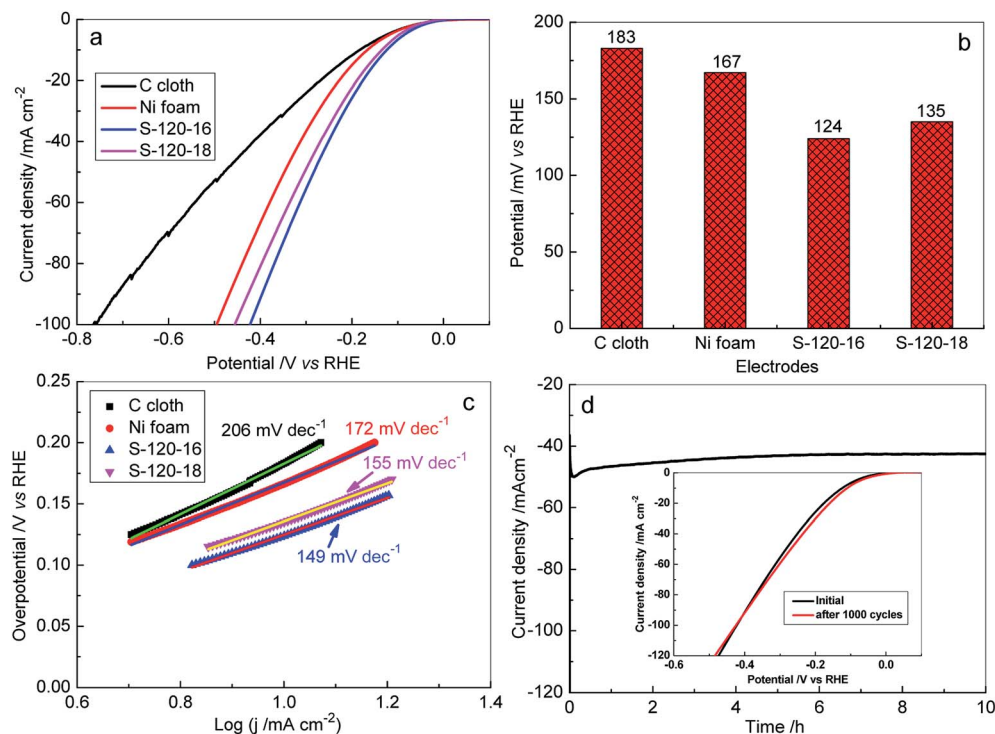 a
C cloth
Ni foam
S-120-16
S-120-18
Current density /mA cm-2
0
-20
-40
-60
-80
-100
-0.8 -0.6 -0.4 -0.2 -0.0
Potential /V vs RHE
b
183
167
124
135
Potential /mV vs RHE
200
150
100
50
0
C cloth Ni foam S-120-16 S-120-18
Electrodes
c
C cloth
Ni foam
S-120-16
S-120-18
206 mV dec-1
172 mV dec-1
155 mV dec-1
149 mV dec-1
Overpotential /V vs RHE
0.25
0.20
0.15
0.10
0.05
0.00
0.6 0.8 1.0 1.2 1.4
Log (j /mA cm-2)
d
Current density /mAcm-2
-20
-40
-60
-80
-100
-120
0 2 4 6 8 10
Time /h
Current density /mA cm-2
0
-20
-40
-60
-80
-100
-120
Initial
after 1000 cycles
-0.6 -0.4 -0.2 0.0
Potential /V vs RHE